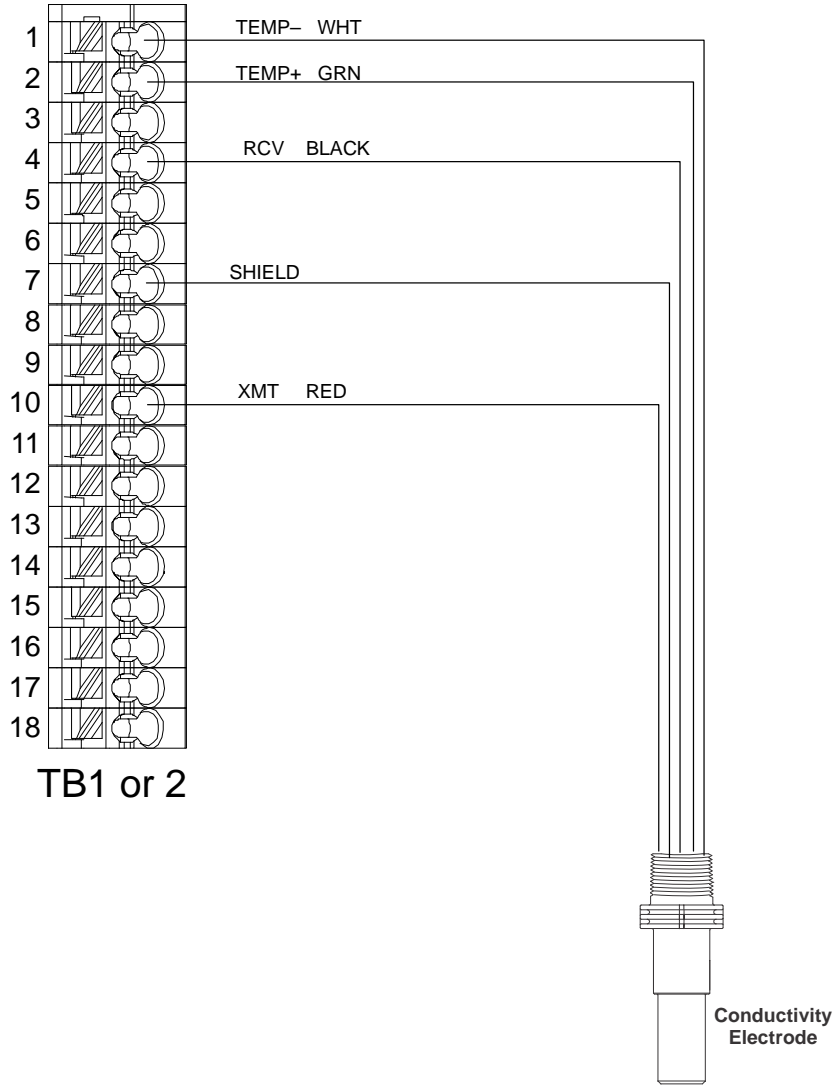 1 TEMP– WHT
2 TEMP+ GRN
3
4 RCV BLACK
5
6
7 SHIELD
8
9
10 XMT RED
11
12
13
14
15
16
17
18
TB1 or 2
Conductivity
Electrode